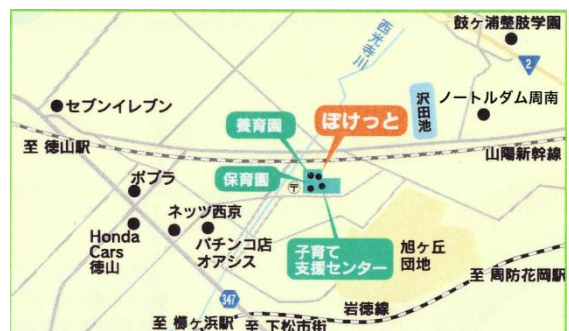 鼓ヶ浦整肢学園
2
西光寺川
沢田池
ノートルダム周南
セブンイレブン
養育園
ぽけっと
至 徳山駅
山陽新幹線
ポプラ
保育園
〒
ネッツ西京
Honda
Cars
徳山
パチンコ店
オアシス
子育て
支援センター
旭ヶ丘
団地
至 周防花岡駅
347
岩徳線
至 櫛ヶ浜駅
至 下松市街